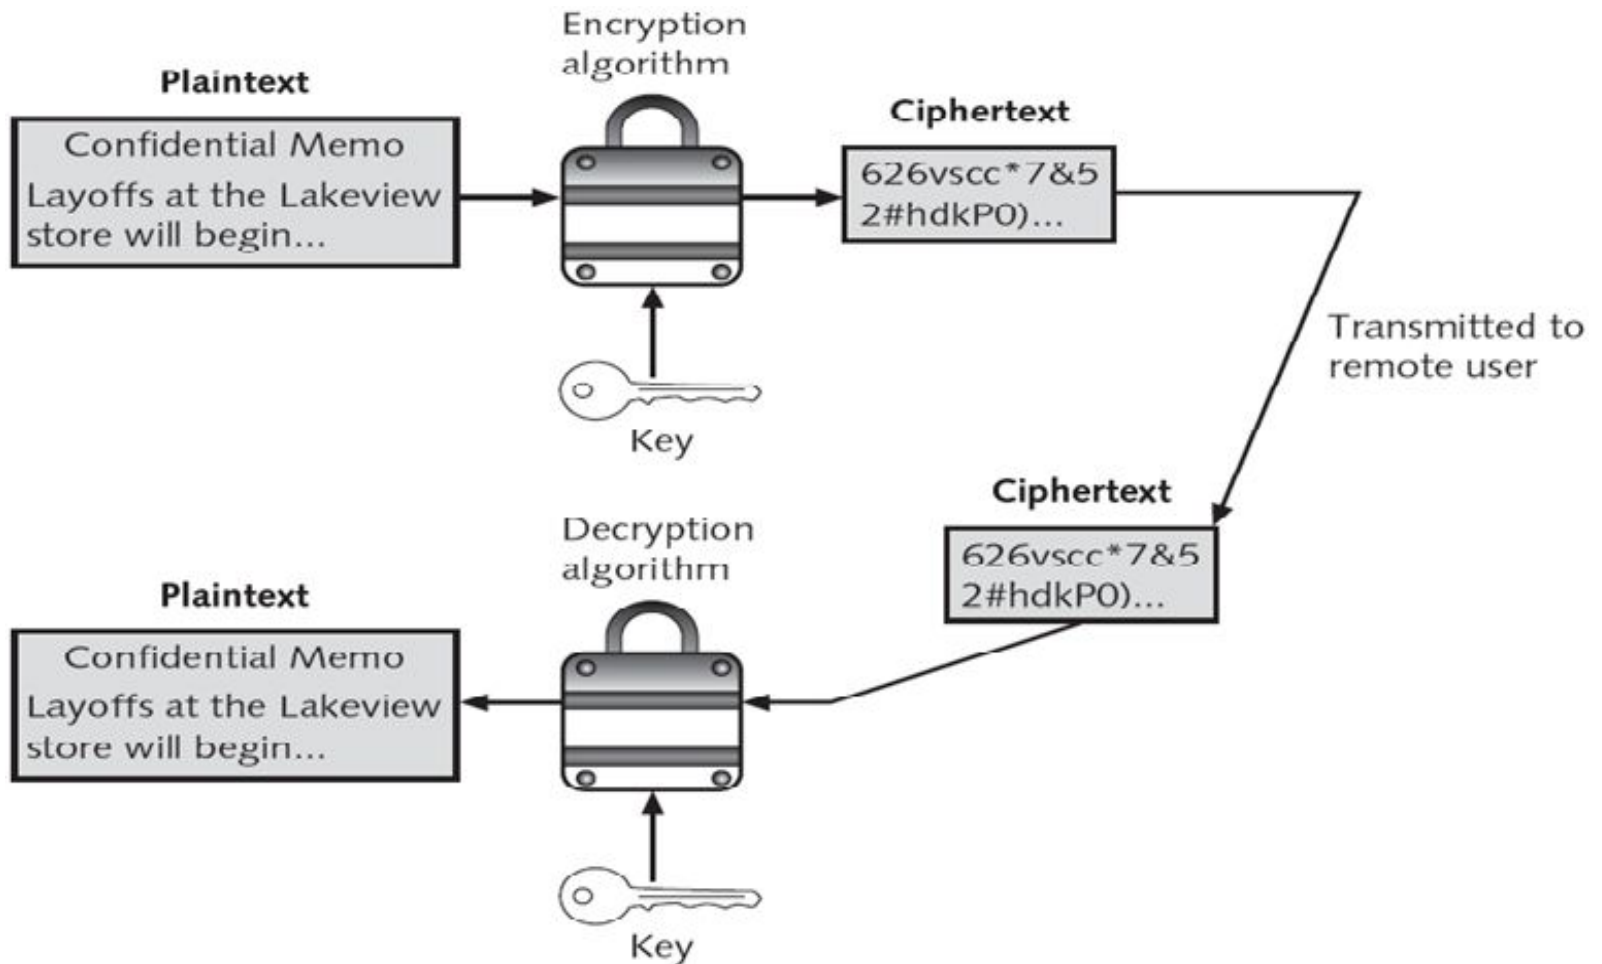 Encryption
algorithm
Plaintext
Confidential Memo
Layoffs at the Lakeview
store will begin...
Ciphertext
626vscc*7&5
2#hdkP0)...
Key
Transmitted to
remote user
Ciphertext
626vscc*7&5
2#hdkP0)...
Decryption
algorithm
Plaintext
Confidential Memo
Layoffs at the Lakeview
store will begin...
Key